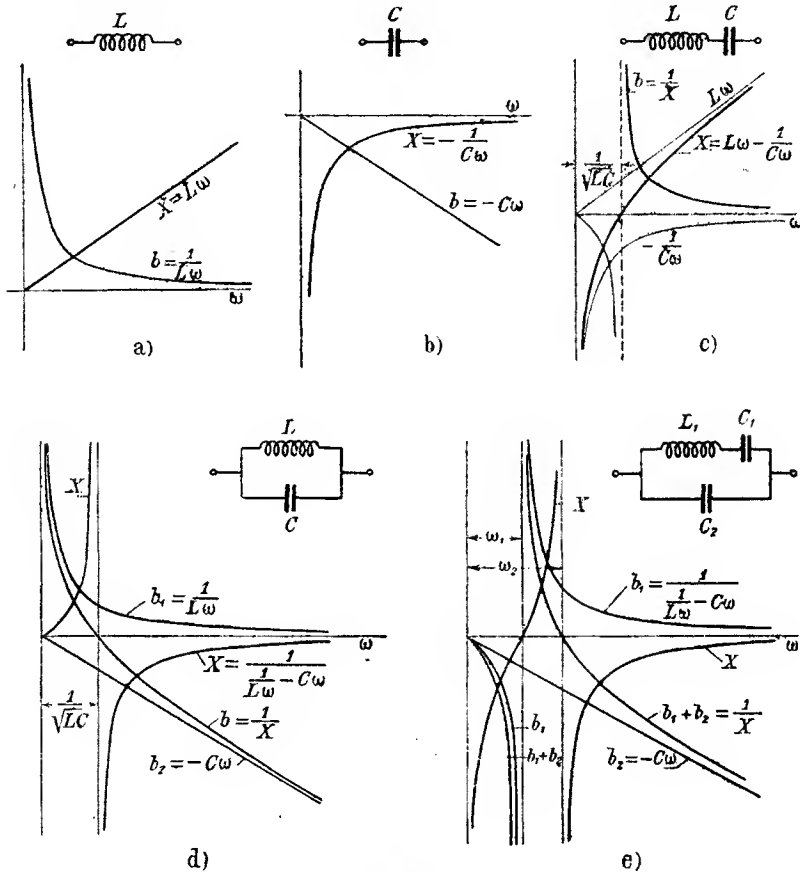 L
X=Lω
b=1/Lω
ω
a)
C
ω
X=-1/Cω
b=-Cω
b)
L C
b=1/X
Lω
X=Lω-1/Cω
1/√LC
ω
-1/Cω
c)
L
C
X
b₁=1/Lω
ω
X=1/(1/Lω-Cω)
1/√LC
b=1/X
b₂=-Cω
d)
L₁ C₁
C₂
X
ω₁
ω₂
b₁=1/(1/Lω-Cω)
ω
X
b₁
b₁+b₂
b₁+b₂=1/X
b₂=-Cω
e)